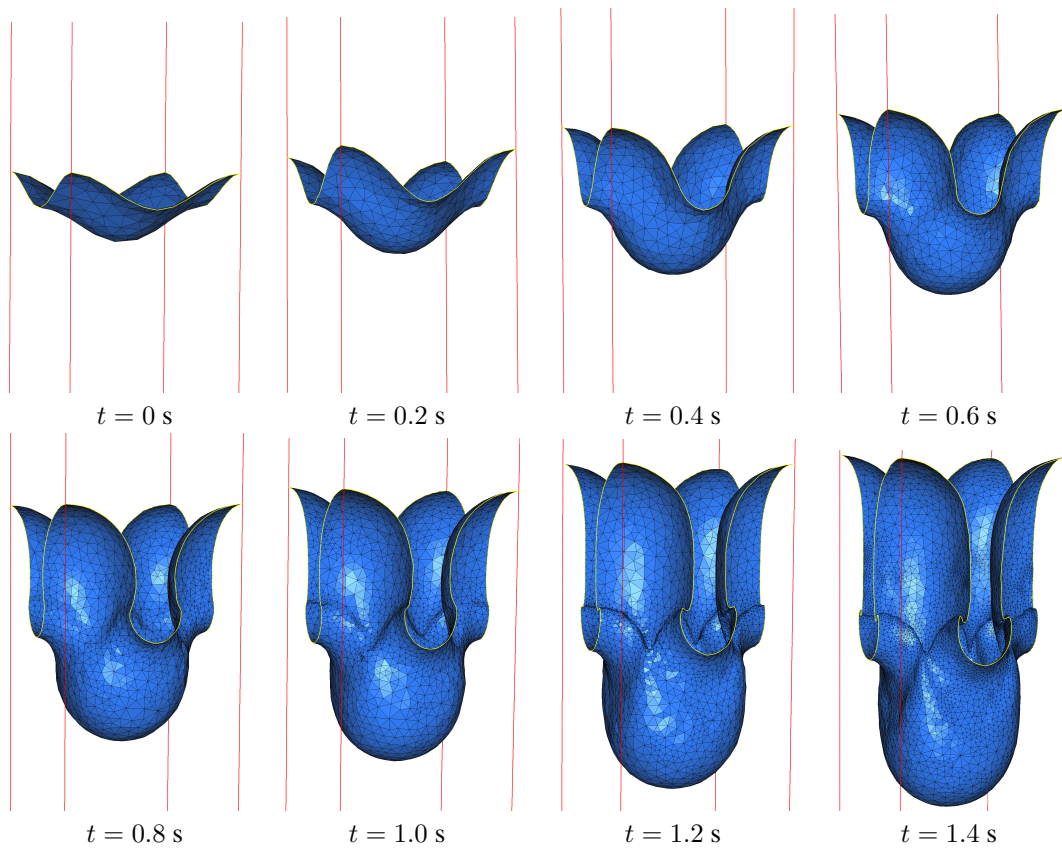 t = 0 s
t = 0.2 s
t = 0.4 s
t = 0.6 s
t = 0.8 s
t = 1.0 s
t = 1.2 s
t = 1.4 s